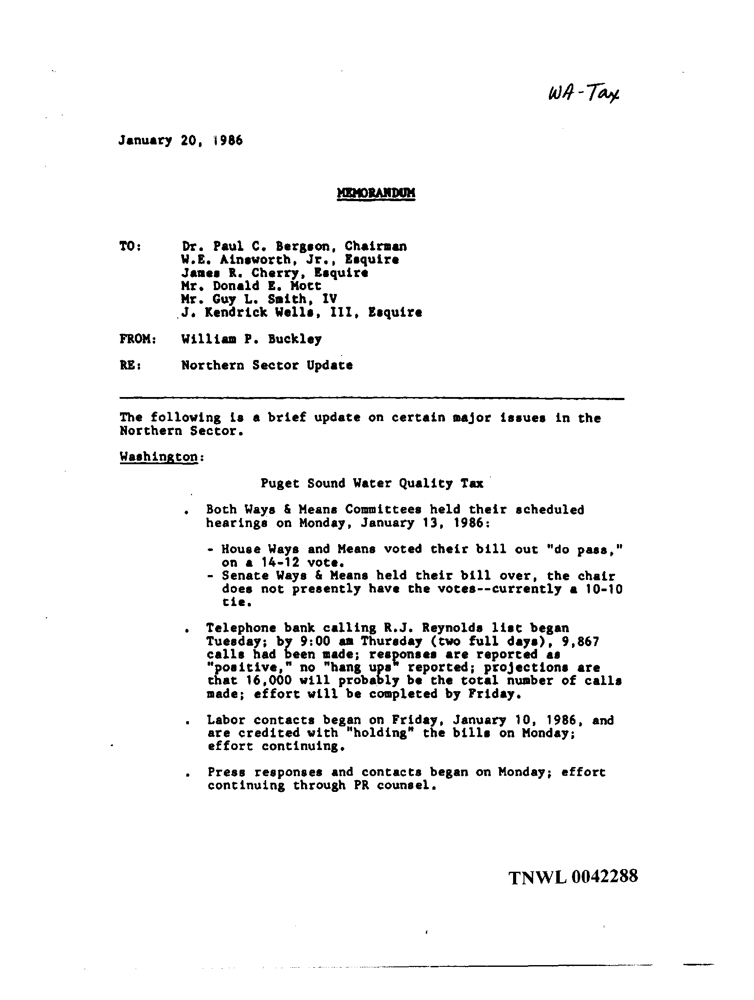 WA-Tax
January 20, 1986
MEMORANDUM
TO: Dr. Paul C. Bergson, Chairman
W.E. Ainsworth, Jr., Esquire
James R. Cherry, Esquire
Mr. Donald E. Mott
Mr. Guy L. Smith, IV
J. Kendrick Wells, III, Esquire
FROM: William P. Buckley
RE: Northern Sector Update
The following is a brief update on certain major issues in the
Northern Sector.
Washington:
Puget Sound Water Quality Tax
. Both Ways & Means Committees held their scheduled
hearings on Monday, January 13, 1986:
- House Ways and Means voted their bill out "do pass,"
on a 14-12 vote.
- Senate Ways & Means held their bill over, the chair
does not presently have the votes--currently a 10-10
tie.
. Telephone bank calling R.J. Reynolds list began
Tuesday; by 9:00 am Thursday (two full days), 9,867
calls had been made; responses are reported as
"positive," no "hang ups" reported; projections are
that 16,000 will probably be the total number of calls
made; effort will be completed by Friday.
. Labor contacts began on Friday, January 10, 1986, and
are credited with "holding" the bills on Monday;
effort continuing.
. Press responses and contacts began on Monday; effort
continuing through PR counsel.
TNWL 0042288